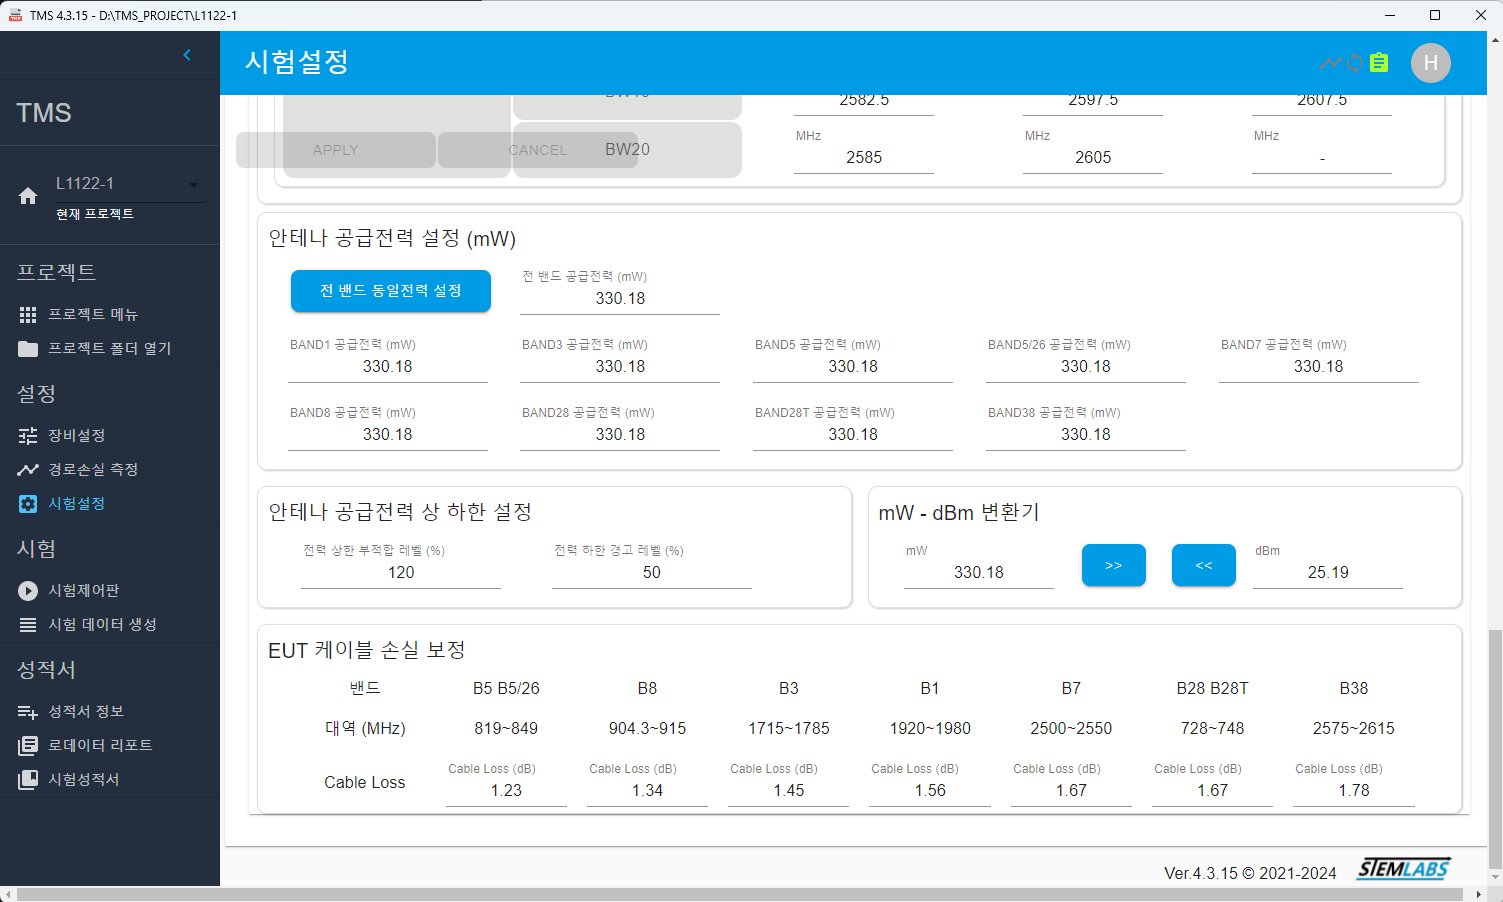 TMS 4.3.15 - D:\TMS_PROJECT\L1122-1
시험설정
H
TMS
L1122-1
현재 프로젝트
프로젝트
프로젝트 메뉴
프로젝트 폴더 열기
설정
장비설정
경로손실 측정
시험설정
시험
시험제어판
시험 데이터 생성
성적서
성적서 정보
로데이터 리포트
시험성적서
2582.5 2597.5 2607.5
APPLY CANCEL BW20
MHz MHz MHz
2585 2605 -
안테나 공급전력 설정 (mW)
전 밴드 동일전력 설정
전 밴드 공급전력 (mW)
330.18
BAND1 공급전력 (mW) BAND3 공급전력 (mW) BAND5 공급전력 (mW) BAND5/26 공급전력 (mW) BAND7 공급전력 (mW)
330.18 330.18 330.18 330.18 330.18
BAND8 공급전력 (mW) BAND28 공급전력 (mW) BAND28T 공급전력 (mW) BAND38 공급전력 (mW)
330.18 330.18 330.18 330.18
안테나 공급전력 상 하한 설정
전력 상한 부적합 레벨 (%) 전력 하한 경고 레벨 (%)
120 50
mW - dBm 변환기
mW dBm
330.18 >> << 25.19
EUT 케이블 손실 보정
밴드 B5 B5/26 B8 B3 B1 B7 B28 B28T B38
대역 (MHz) 819~849 904.3~915 1715~1785 1920~1980 2500~2550 728~748 2575~2615
Cable Loss (dB) Cable Loss (dB) Cable Loss (dB) Cable Loss (dB) Cable Loss (dB) Cable Loss (dB) Cable Loss (dB)
Cable Loss 1.23 1.34 1.45 1.56 1.67 1.67 1.78
Ver.4.3.15 © 2021-2024 STEMLABS